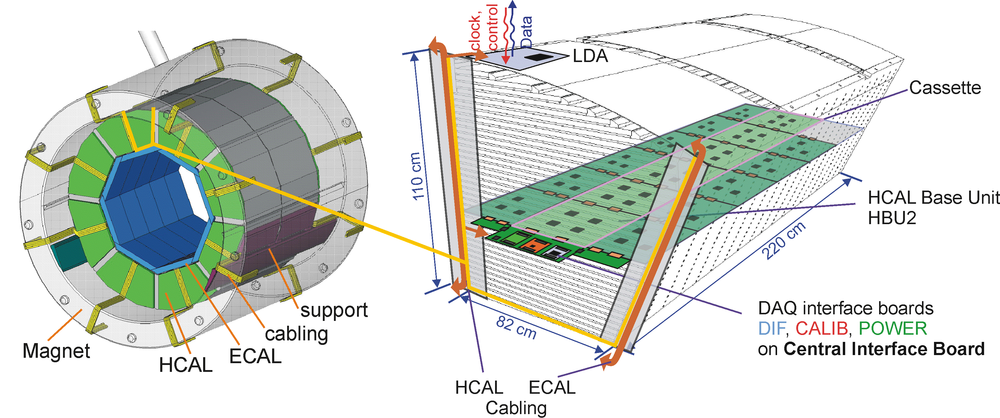 Magnet
HCAL
ECAL
cabling
support
clock,
control
Data
LDA
110 cm
82 cm
220 cm
Cassette
HCAL Base Unit
HBU2
DAQ interface boards
DIF, CALIB, POWER
on Central Interface Board
HCAL ECAL
Cabling